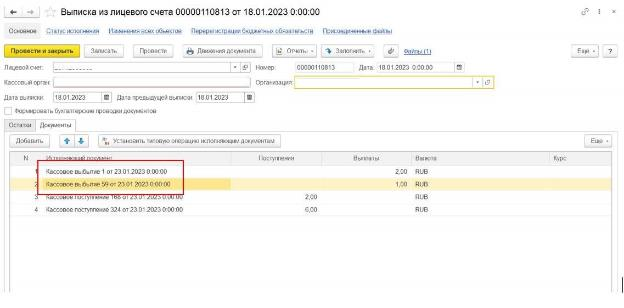 Выписка из лицевого счета 00000110813 от 18.01.2023 0:00:00
Основное Статус исполнения Изменения всех объектов Перерегистрация бюджетных обязательств Присоединенные файлы
Провести и закрыть Записать Провести Движения документа Отчеты Заполнить Файлы (1) Ещё ?
Лицевой счет: Номер: 00000110813 Дата: 18.01.2023 0:00:00
Кассовый орган: Организация:
Дата выписки: 18.01.2023 Дата предыдущей выписки: 18.01.2023
Формировать бухгалтерские проводки документов
Остатки Документы
Добавить Установить типовую операцию исполняющим документам Еще
N Исполняющий документ Поступления Выплаты Валюта Курс
1 Кассовое выбытие 1 от 23.01.2023 0:00:00 2,00 RUB
2 Кассовое выбытие 59 от 23.01.2023 0:00:00 1,00 RUB
3 Кассовое поступление 168 от 23.01.2023 0:00:00 2,00 RUB
4 Кассовое поступление 324 от 23.01.2023 0:00:00 6,00 RUB